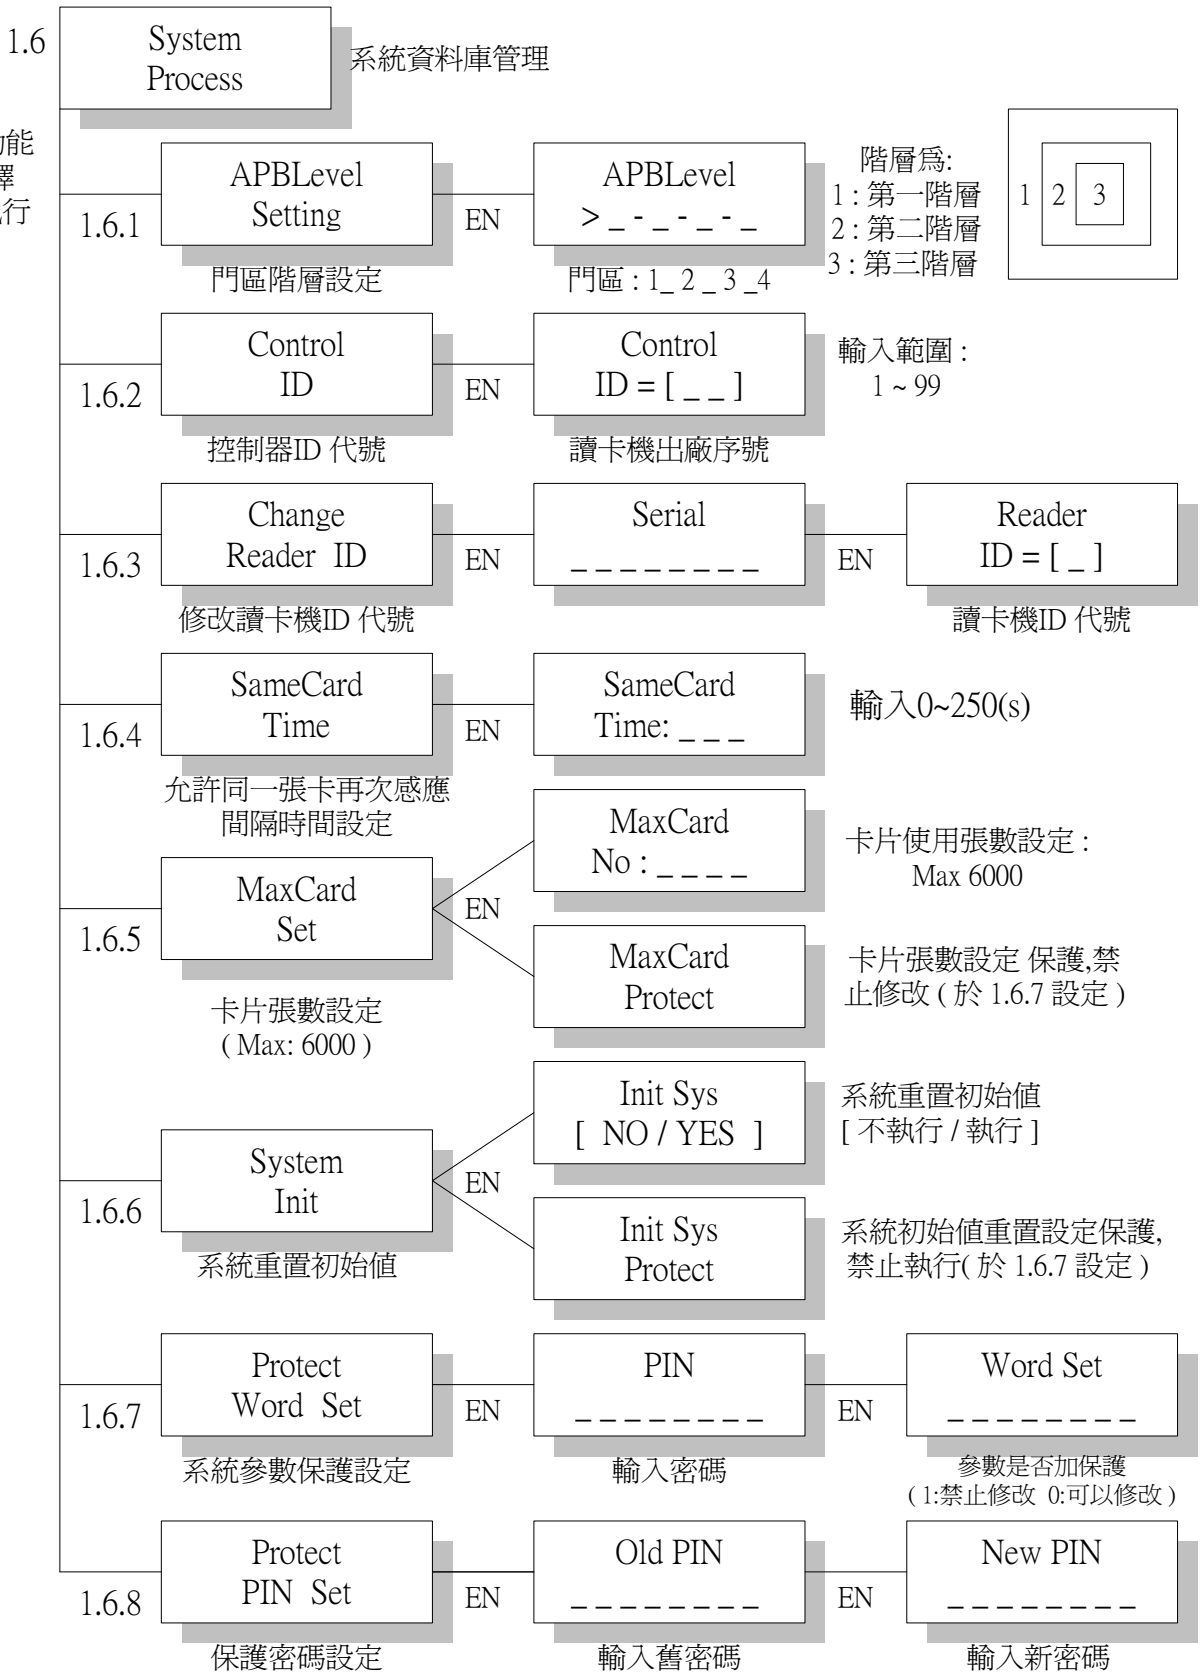 1.6
System
Process
系統資料庫管理
能
擇
行
1.6.1
APBLevel
Setting
EN
門區階層設定
APBLevel
> _ - _ - _ - _
門區 : 1_ 2 _ 3 _4
階層為:
1 : 第一階層
2 : 第二階層
3 : 第三階層
1 2 3
1.6.2
Control
ID
EN
控制器ID 代號
Control
ID = [ _ _ ]
讀卡機出廠序號
輸入範圍 :
1 ~ 99
1.6.3
Change
Reader ID
EN
修改讀卡機ID 代號
Serial
_ _ _ _ _ _ _ _
EN
Reader
ID = [ _ ]
讀卡機ID 代號
1.6.4
SameCard
Time
EN
允許同一張卡再次感應
間隔時間設定
SameCard
Time: _ _ _
輸入0~250(s)
1.6.5
MaxCard
Set
EN
卡片張數設定
( Max: 6000 )
MaxCard
No : _ _ _ _
卡片使用張數設定 :
Max 6000
MaxCard
Protect
卡片張數設定 保護,禁
止修改 ( 於 1.6.7 設定 )
1.6.6
System
Init
EN
系統重置初始值
Init Sys
[ NO / YES ]
系統重置初始值
[ 不執行 / 執行 ]
Init Sys
Protect
系統初始值重置設定保護,
禁止執行( 於 1.6.7 設定 )
1.6.7
Protect
Word Set
EN
系統參數保護設定
PIN
_ _ _ _ _ _ _ _
輸入密碼
EN
Word Set
_ _ _ _ _ _ _ _
參數是否加保護
( 1:禁止修改 0:可以修改 )
1.6.8
Protect
PIN Set
EN
保護密碼設定
Old PIN
_ _ _ _ _ _ _ _
輸入舊密碼
EN
New PIN
_ _ _ _ _ _ _ _
輸入新密碼